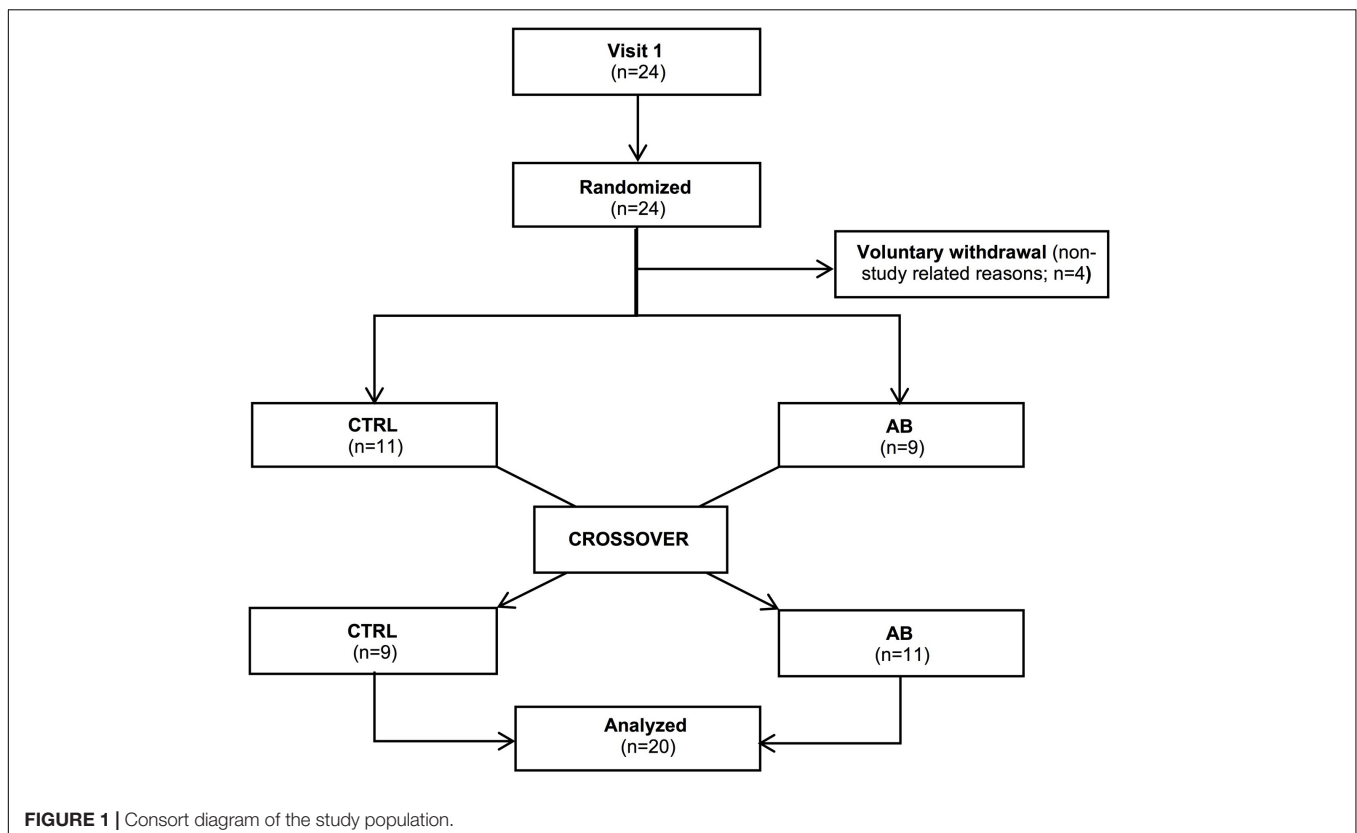 Visit 1
(n=24)
Randomized
(n=24)
Voluntary withdrawal (non-
study related reasons; n=4)
CTRL
(n=11)
AB
(n=9)
CROSSOVER
CTRL
(n=9)
AB
(n=11)
Analyzed
(n=20)
FIGURE 1 | Consort diagram of the study population.